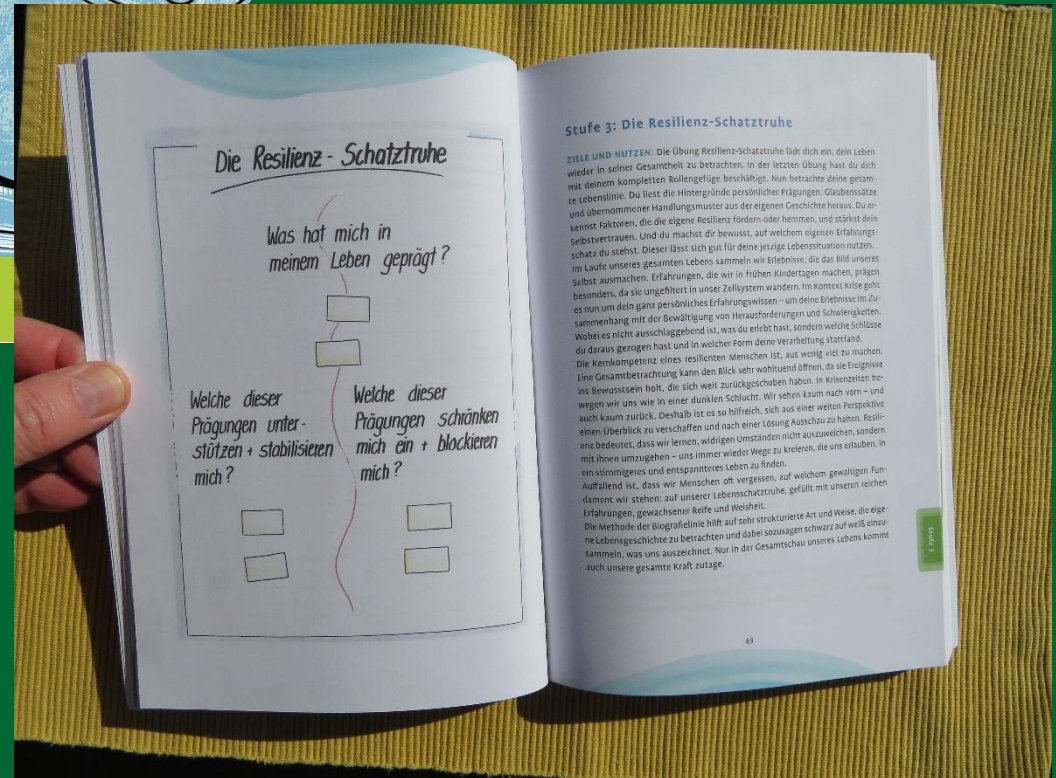 Die Resilienz - Schatztruhe
Was hat mich in
meinem Leben geprägt?
Welche dieser
Prägungen unter-
stützen + stabilisieren
mich?
Welche dieser
Prägungen schränken
mich ein + blockieren
mich?
Stufe 3: Die Resilienz-Schatztruhe
ZIELE UND NUTZEN: Die Übung Resilienz-Schatztruhe lädt dich ein, dein Leben
wieder in seiner Gesamtheit zu betrachten. In der letzten Übung hast du dich
mit deinem kompletten Rollengefüge beschäftigt. Nun betrachte deine gesam-
te Lebenslinie. Du liest die Hintergründe persönlicher Prägungen, Glaubenssätze
und übernommener Handlungsmuster aus der eigenen Geschichte heraus. Du er-
kennst Faktoren, die die eigene Resilienz fördern oder hemmen, und stärkst dein
Selbstvertrauen. Und du machst dir bewusst, auf welchem eigenen Erfahrungs-
schatz du stehst. Dieser lässt sich gut für deine jetzige Lebenssituation nutzen.
Im Laufe unseres gesamten Lebens sammeln wir Erlebnisse, die das Bild unseres
Selbst ausmachen. Erfahrungen, die wir in frühen Kindertagen machen, prägen
besonders, da sie ungefiltert in unser Zellsystem wandern. Im Kontext Krise geht
es nun um dein ganz persönliches Erfahrungswissen – um deine Erlebnisse im Zu-
sammenhang mit der Bewältigung von Herausforderungen und Schwierigkeiten.
Wobei es nicht ausschlaggebend ist, was du erlebt hast, sondern welche Schlüsse
du daraus gezogen hast und in welcher Form deine Verarbeitung stattfand.
Die Kernkompetenz eines resilienten Menschen ist, aus wenig viel zu machen.
Eine Gesamtbetrachtung kann den Blick sehr wohltuend öffnen, da sie Ereignisse
ins Bewusstsein holt, die sich weit zurückgeschoben haben. In Krisenzeiten be-
wegen wir uns wie in einer dunklen Schlucht. Wir sehen kaum nach vorn – und
auch kaum zurück. Deshalb ist es so hilfreich, sich aus einer weiten Perspektive
einen Überblick zu verschaffen und nach einer Lösung Ausschau zu halten. Resili-
enz bedeutet, dass wir lernen, widrigen Umständen nicht auszuweichen, sondern
mit ihnen umzugehen – uns immer wieder Wege zu kreieren, die uns erlauben, in
ein stimmigeres und entspannteres Leben zu finden.
Auffallend ist, dass wir Menschen oft vergessen, auf welchem gewaltigen Fun-
dament wir stehen: auf unserer Lebensschatztruhe, gefüllt mit unseren reichen
Erfahrungen, gewachsener Reife und Weisheit.
Die Methode der Biografielinie hilft auf sehr strukturierte Art und Weise, die eige-
ne Lebensgeschichte zu betrachten und dabei sozusagen schwarz auf weiß einzu-
sammeln, was uns auszeichnet. Nur in der Gesamtschau unseres Lebens kommt
auch unsere gesamte Kraft zutage.
Stufe 3
49